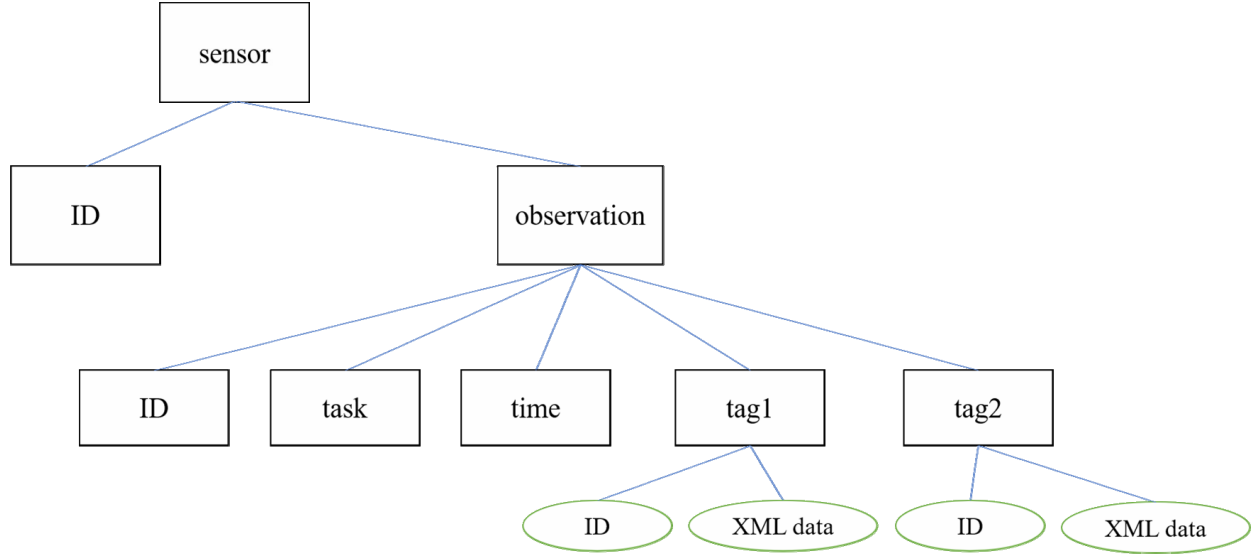 sensor
ID
observation
ID
task
time
tag1
tag2
ID
XML data
ID
XML data